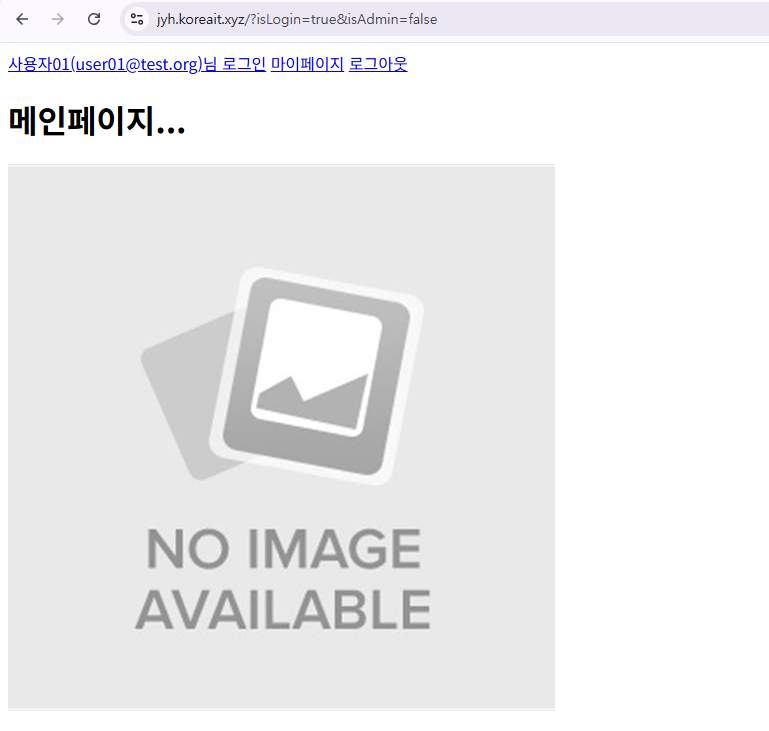 jyh.koreait.xyz/?isLogin=true&isAdmin=false
사용자01(user01@test.org)님 로그인 마이페이지 로그아웃
메인페이지...
NO IMAGE
AVAILABLE